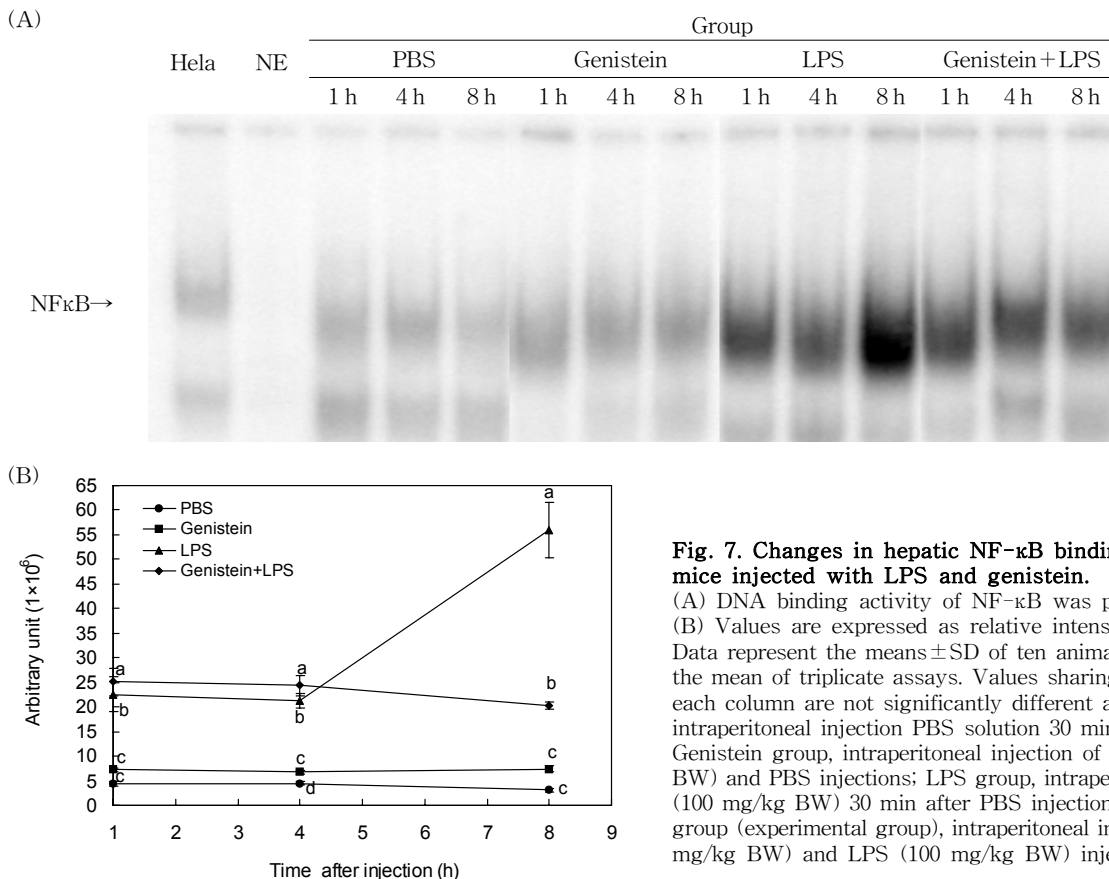 (A)
Group
Hela NE PBS Genistein LPS Genistein+LPS
1 h 4 h 8 h 1 h 4 h 8 h 1 h 4 h 8 h 1 h 4 h 8 h
NFκB→
(B)
65
60
55
50
45
40
35
30
25
20
15
10
5
0
Arbitrary unit (1×10⁶)
PBS
Genistein
LPS
Genistein+LPS
a
b
c
c
a
b
c
d
a
b
c
c
1 2 3 4 5 6 7 8 9
Time after injection (h)
Fig. 7. Changes in hepatic NF-κB bindin
mice injected with LPS and genistein.
(A) DNA binding activity of NF-κB was p
(B) Values are expressed as relative intens
Data represent the means±SD of ten anima
the mean of triplicate assays. Values sharing
each column are not significantly different a
intraperitoneal injection PBS solution 30 min
Genistein group, intraperitoneal injection of
BW) and PBS injections; LPS group, intrape
(100 mg/kg BW) 30 min after PBS injection
group (experimental group), intraperitoneal in
mg/kg BW) and LPS (100 mg/kg BW) inj